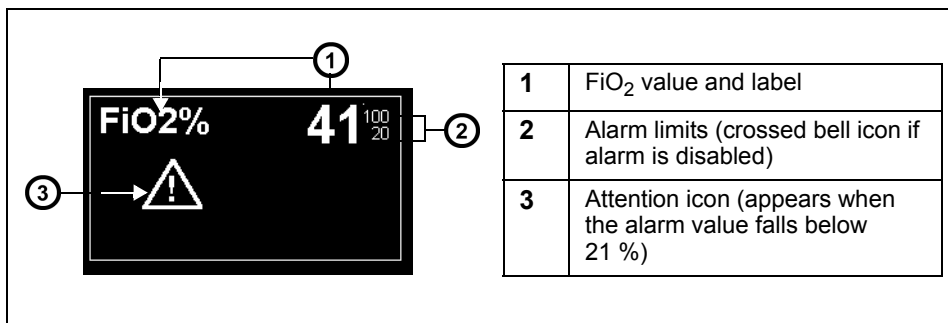 1
FiO2%
41
100
20
2
3
1 FiO2 value and label
2 Alarm limits (crossed bell icon if
alarm is disabled)
3 Attention icon (appears when
the alarm value falls below
21 %)